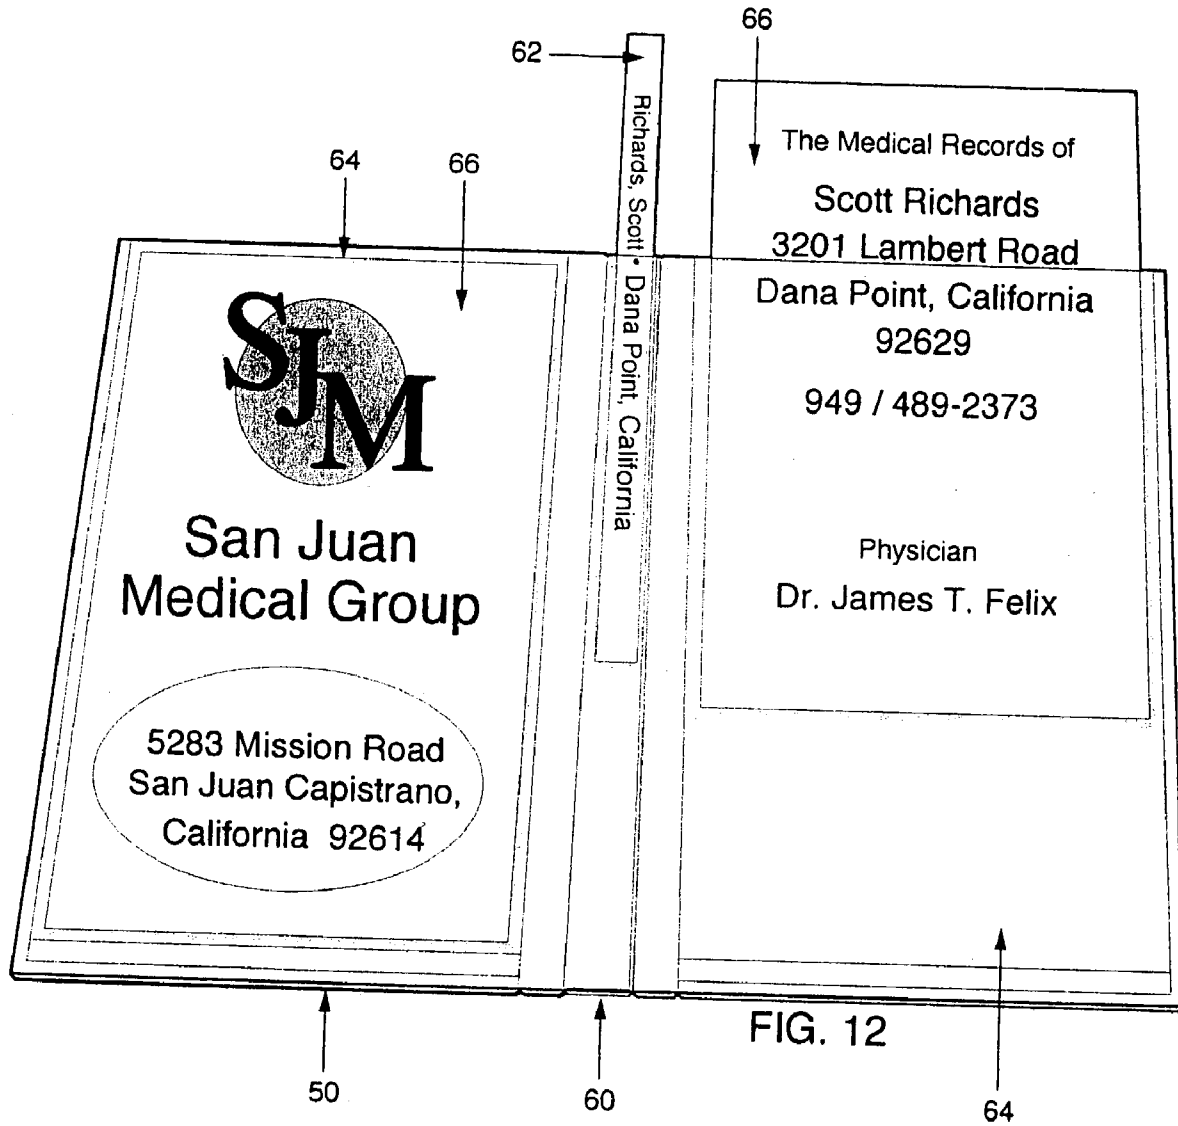 62
66
64
66
Richards, Scott • Dana Point, California
The Medical Records of
Scott Richards
3201 Lambert Road
Dana Point, California
92629
949 / 489-2373
Physician
Dr. James T. Felix
SJM
San Juan
Medical Group
5283 Mission Road
San Juan Capistrano,
California 92614
FIG. 12
50
60
64